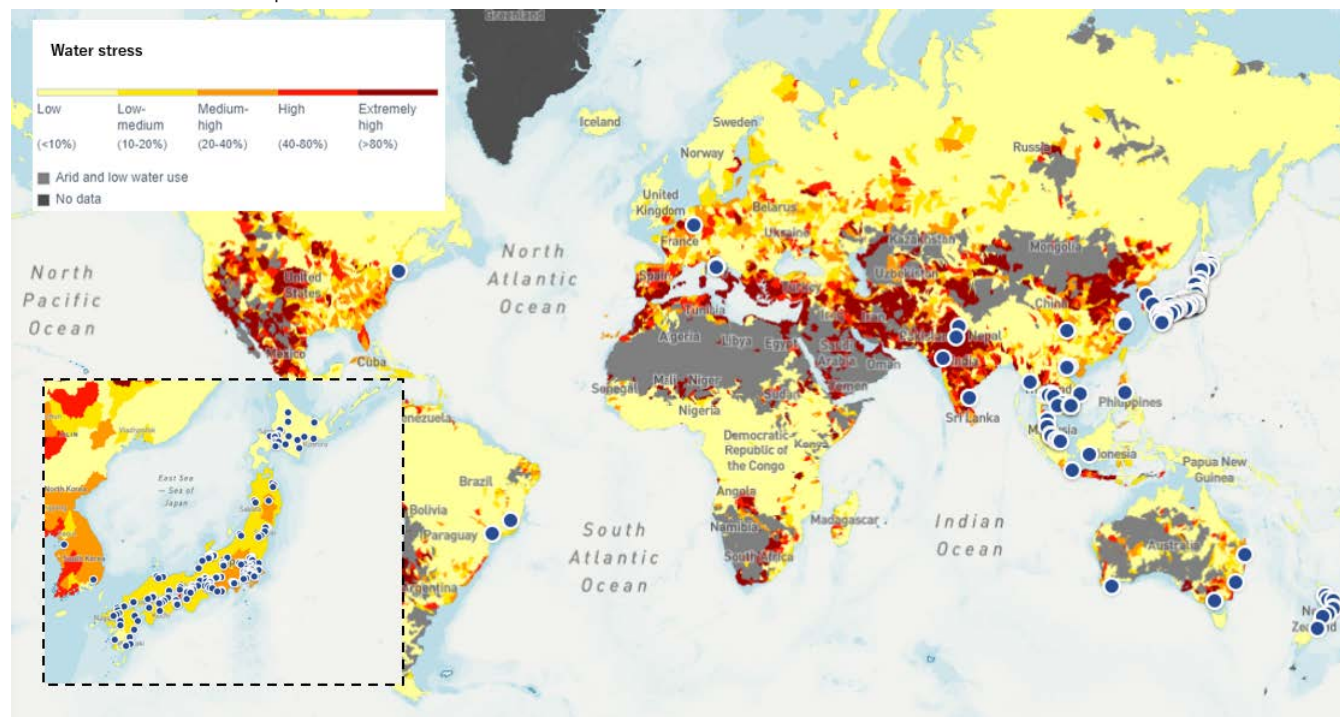 Greenland
Water stress
Low
Low-
medium
Medium-
high
High
Extremely
high
(<10%)
(10-20%)
(20-40%)
(40-80%)
(>80%)
Arid and low water use
No data
Iceland
Sweden
Norway
Russia
United
Kingdom
Belarus
France
Ukraine
Kazakhstan
Mongolia
North
Pacific
Ocean
North
Atlantic
Ocean
United
States
Spain
Turkey
Uzbekistan
China
Tunisia
Iran
Algeria
Libya
Egypt
Saudi
Arabia
Pakistan
Nepal
India
Mexico
Cuba
Oman
Yemen
Senegal
Mali
Niger
Sudan
Nigeria
Sri Lanka
Philippines
Democratic
Republic of
the Congo
Kenya
Papua New
Guinea
Brazil
Angola
Bolivia
Paraguay
Namibia
Madagascar
South
Atlantic
Ocean
Indian
Ocean
South Africa
Australia
Argentina
East Sea
— Sea of
Japan
North Korea